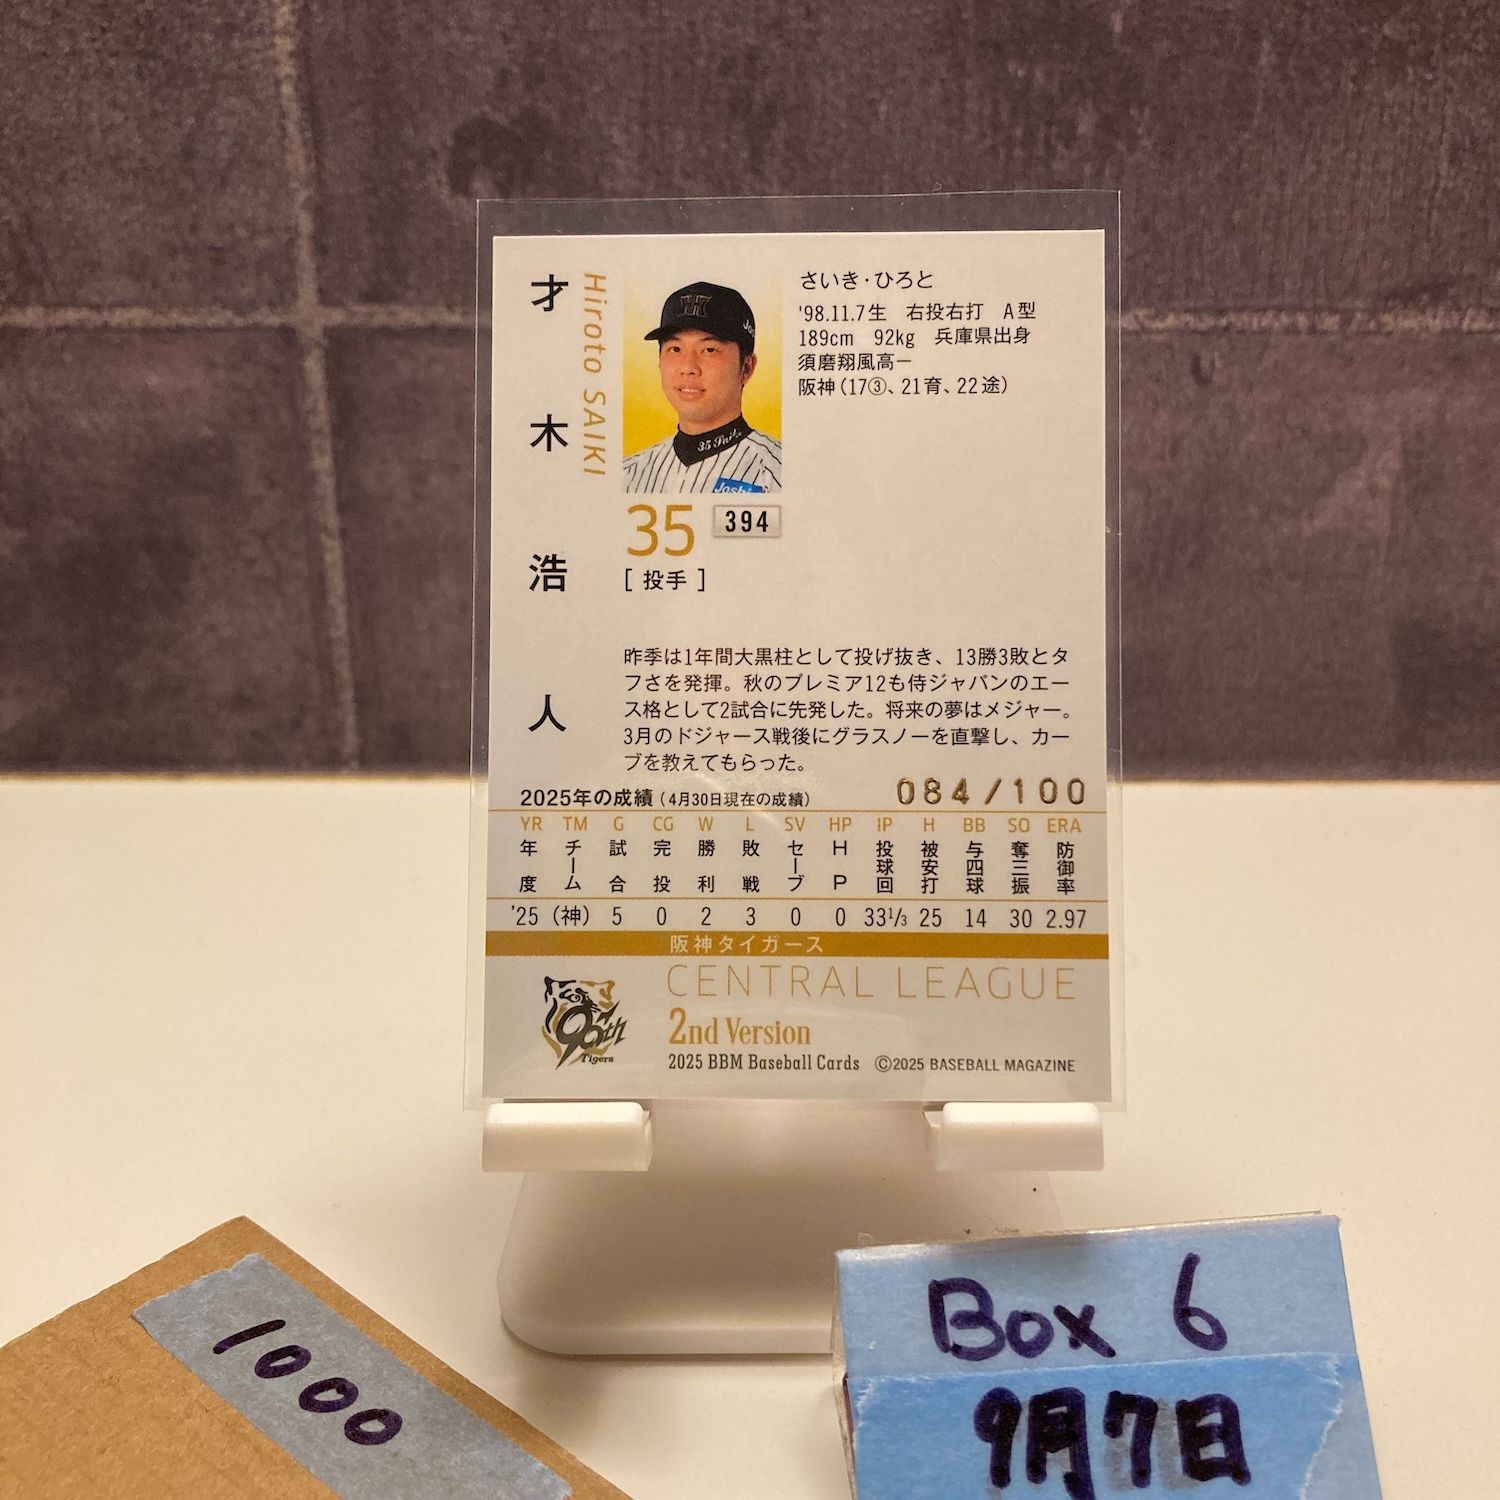 才木浩人
Hiroto SAIKI
さいき・ひろと
'98.11.7生 右投右打 A型
189cm 92kg 兵庫県出身
須磨翔風高一
阪神(17③、21育、22途)
35 394
[投手]
昨季は1年間大黒柱として投げ抜き、13勝3敗とタ
フさを発揮。秋のプレミア12も侍ジャパンのエー
ス格として2試合に先発した。将来の夢はメジャー。
3月のドジャース戦後にグラスノーを直撃し、カー
ブを教えてもらった。
084/100
2025年の成績(4月30日現在の成績)
YR TM G CG W L SV HP IP H BB SO ERA
年度 チーム 試合 完投 勝利 敗戦 セーブ HP 投球回 被安打 与四球 奪三振 防御率
'25 (神) 5 0 2 3 0 0 33 1/3 25 14 30 2.97
阪神タイガース
CENTRAL LEAGUE
90th
Tigers
2nd Version
2025 BBM Baseball Cards ©2025 BASEBALL MAGAZINE
1000
Box 6
9月7日